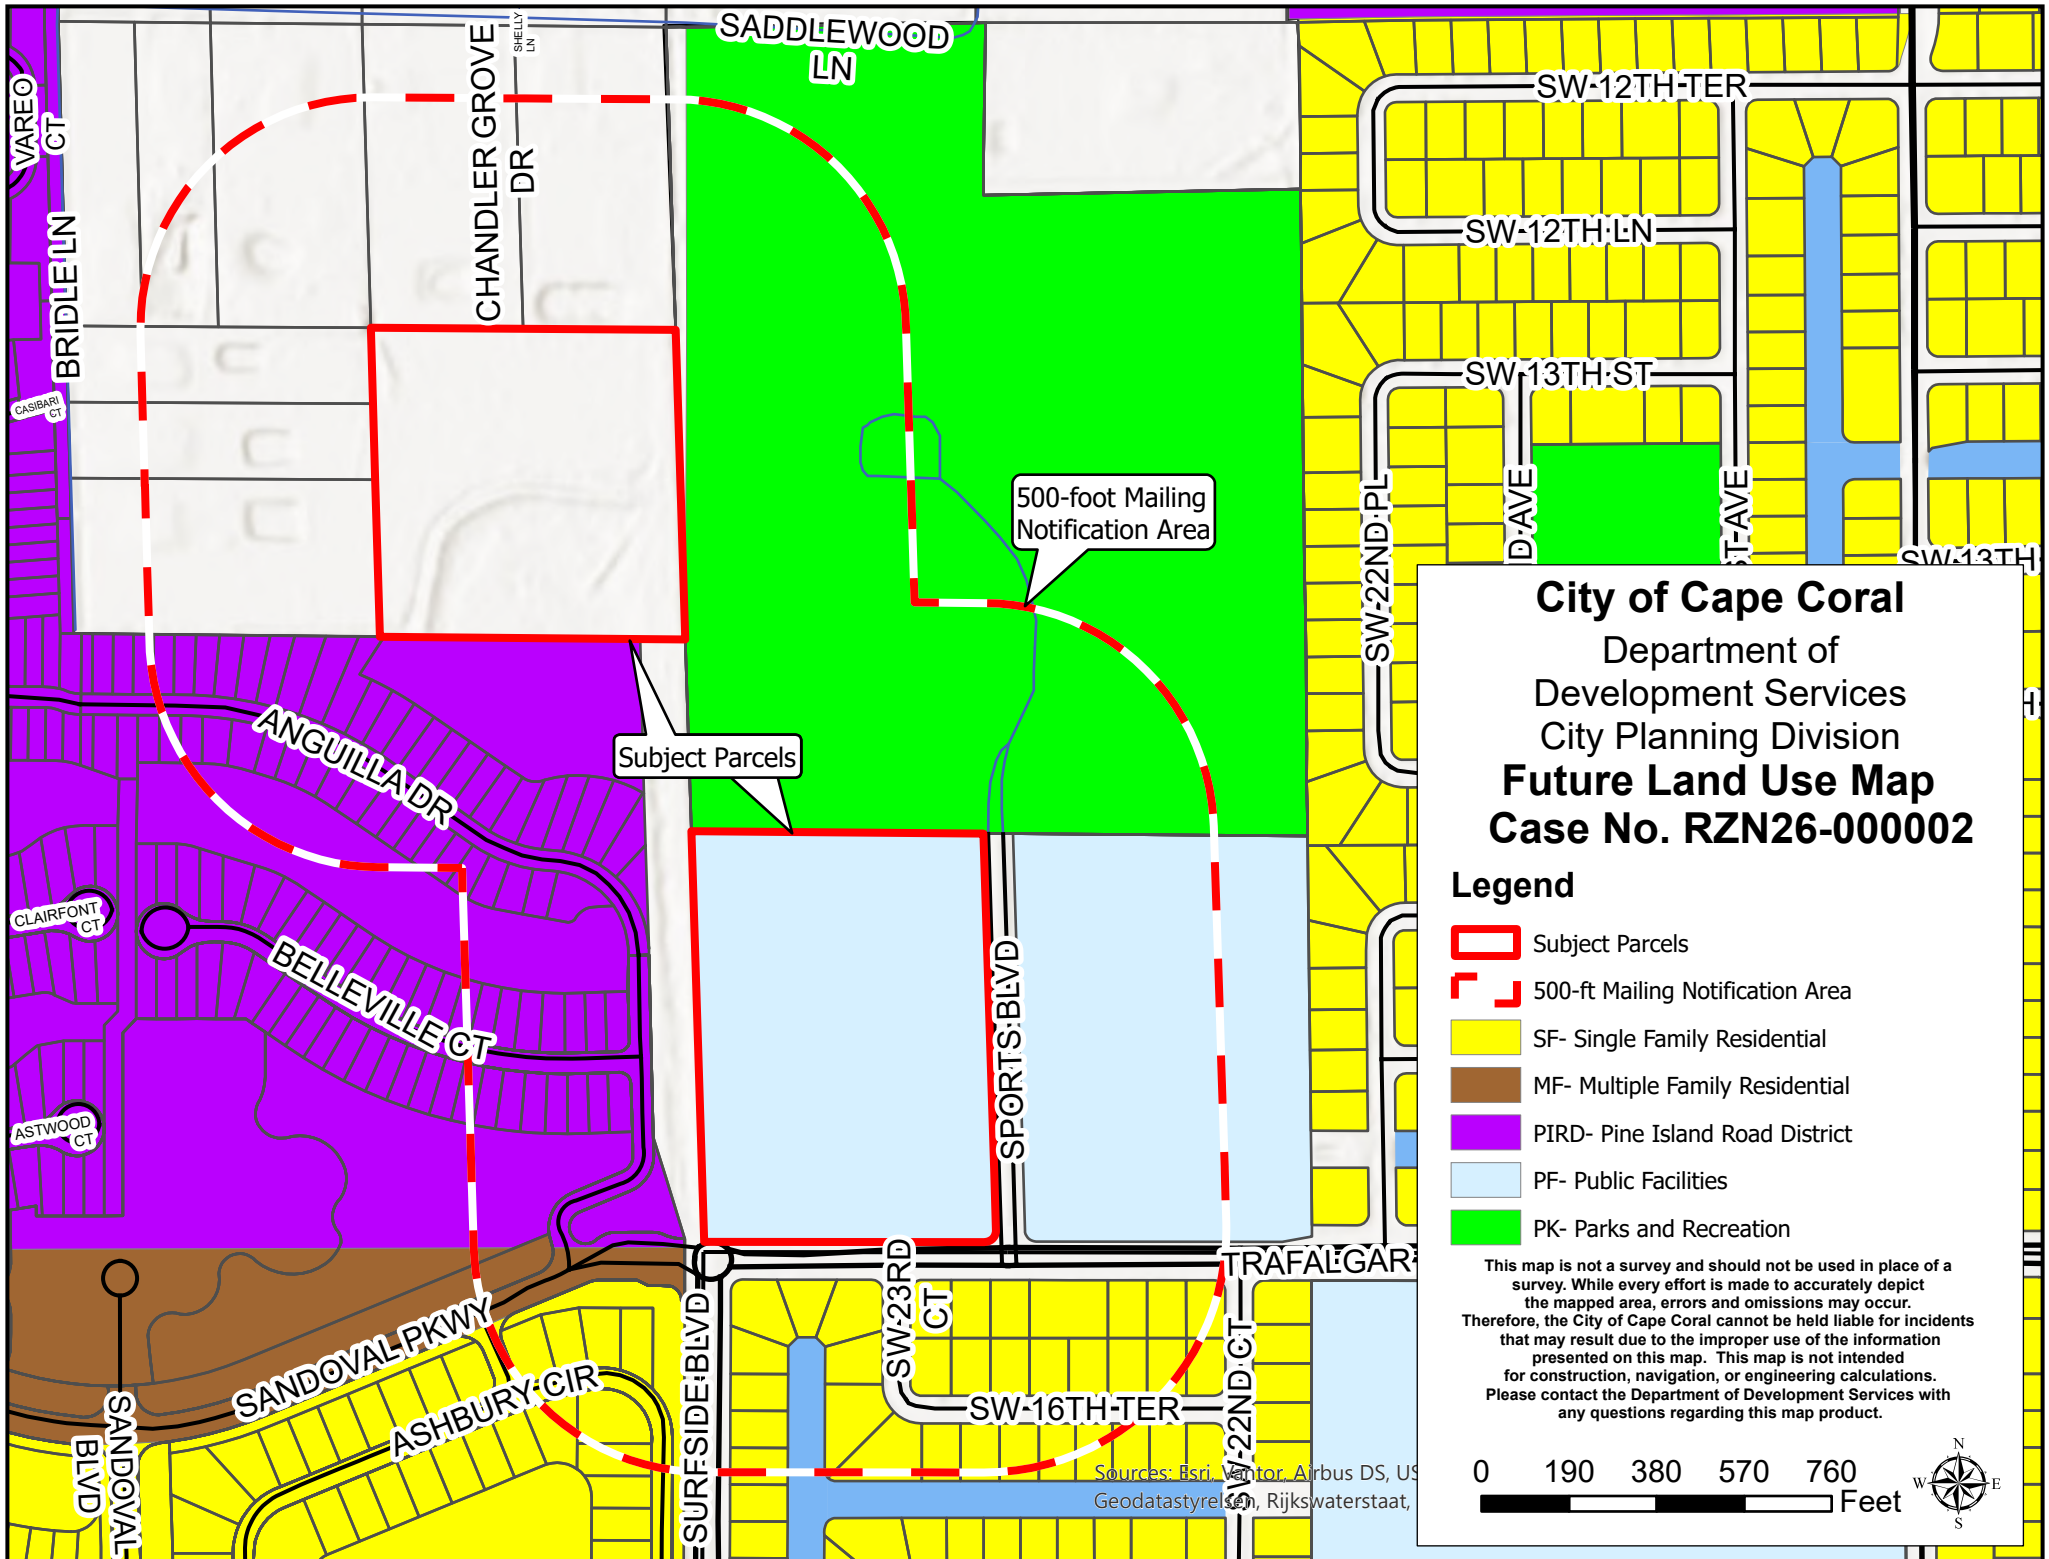 SADDLEWOOD
LN
SHELLY
LN
CHANDLER GROVE
DR
VAREO
CT
BRIDLE LN
CASIBARI
CT
SW 12TH TER
SW 12TH LN
SW 13TH ST
SW 22ND PL
ND AVE
ST AVE
SW 13TH
500-foot Mailing
Notification Area
Subject Parcels
ANGUILLA DR
BELLEVILLE CT
CLAIRFONT
CT
ASTWOOD
CT
SPORTS BLVD
TRAFALGAR
SW 23RD
CT
SW 16TH TER
SW 22ND CT
SURFSIDE BLVD
SANDOVAL PKWY
ASHBURY CIR
SANDOVAL
BLVD
Sources: Esri, Vantor, Airbus DS, US
Geodatastyrelsen, Rijkswaterstaat,
City of Cape Coral
Department of
Development Services
City Planning Division
Future Land Use Map
Case No. RZN26-000002
Legend
Subject Parcels
500-ft Mailing Notification Area
SF- Single Family Residential
MF- Multiple Family Residential
PIRD- Pine Island Road District
PF- Public Facilities
PK- Parks and Recreation
This map is not a survey and should not be used in place of a
survey. While every effort is made to accurately depict
the mapped area, errors and omissions may occur.
Therefore, the City of Cape Coral cannot be held liable for incidents
that may result due to the improper use of the information
presented on this map. This map is not intended
for construction, navigation, or engineering calculations.
Please contact the Department of Development Services with
any questions regarding this map product.
0 190 380 570 760
Feet
N
W E
S